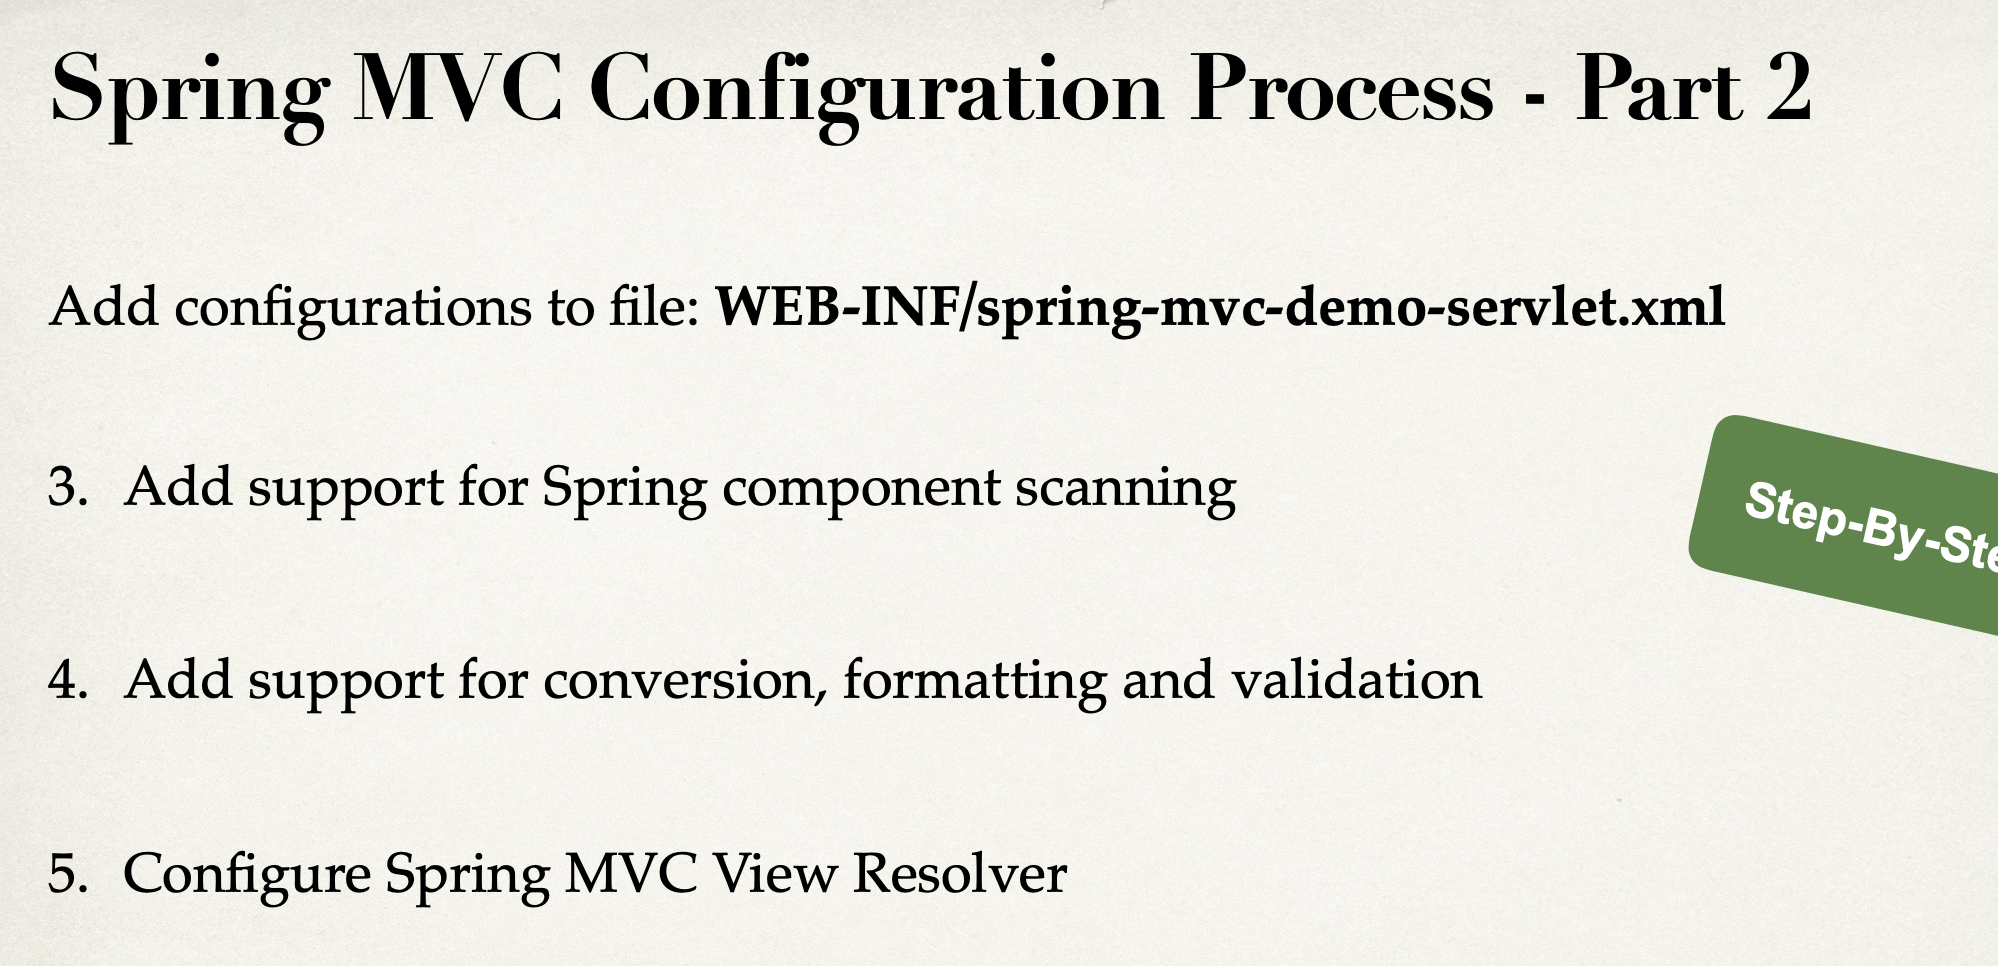 Spring MVC Configuration Process - Part 2
Add configurations to file: WEB-INF/spring-mvc-demo-servlet.xml
3. Add support for Spring component scanning
Step-By-Ste
4. Add support for conversion, formatting and validation
5. Configure Spring MVC View Resolver